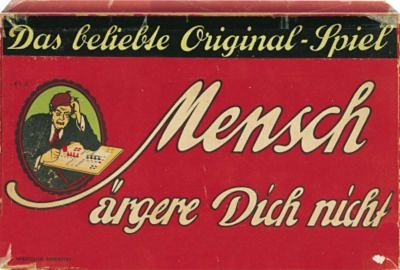 Das beliebte Original-Spiel
Mensch
ärgere Dich nicht